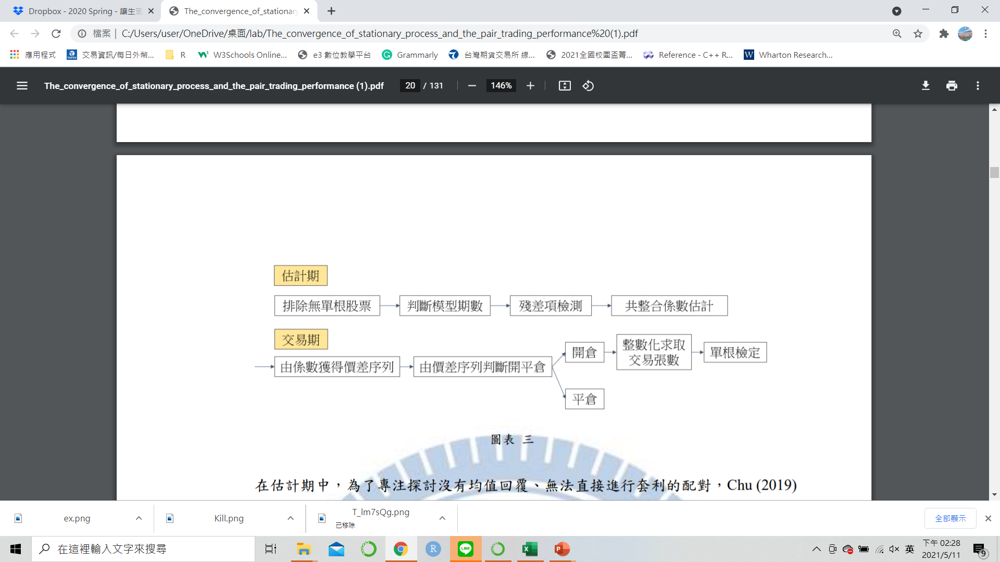 Dropbox - 2020 Spring - 讓生活
The_convergence_of_stationary
檔案
C:/Users/user/OneDrive/桌面/lab/The_convergence_of_stationary_process_and_the_pair_trading_performance%20(1).pdf
應用程式
交易資訊/每日外幣...
R
W3Schools Online...
e3 數位教學平台
Grammarly
台灣期貨交易所 線...
2021全國校園盃菁...
Reference - C++ R...
Wharton Research...
The_convergence_of_stationary_process_and_the_pair_trading_performance (1).pdf
20 / 131
146%
估計期
排除無單根股票
判斷模型期數
殘差項檢測
共整合係數估計
交易期
由係數獲得價差序列
由價差序列判斷開平倉
開倉
整數化求取
交易張數
單根檢定
平倉
圖表 三
在估計期中，為了專注探討沒有均值回覆、無法直接進行套利的配對，Chu (2019)
ex.png
Kill.png
T_lm7sQg.png
已移除
全部顯示
在這裡輸入文字來搜尋
R
LINE
X
P
英
下午 02:28
2021/5/11
9